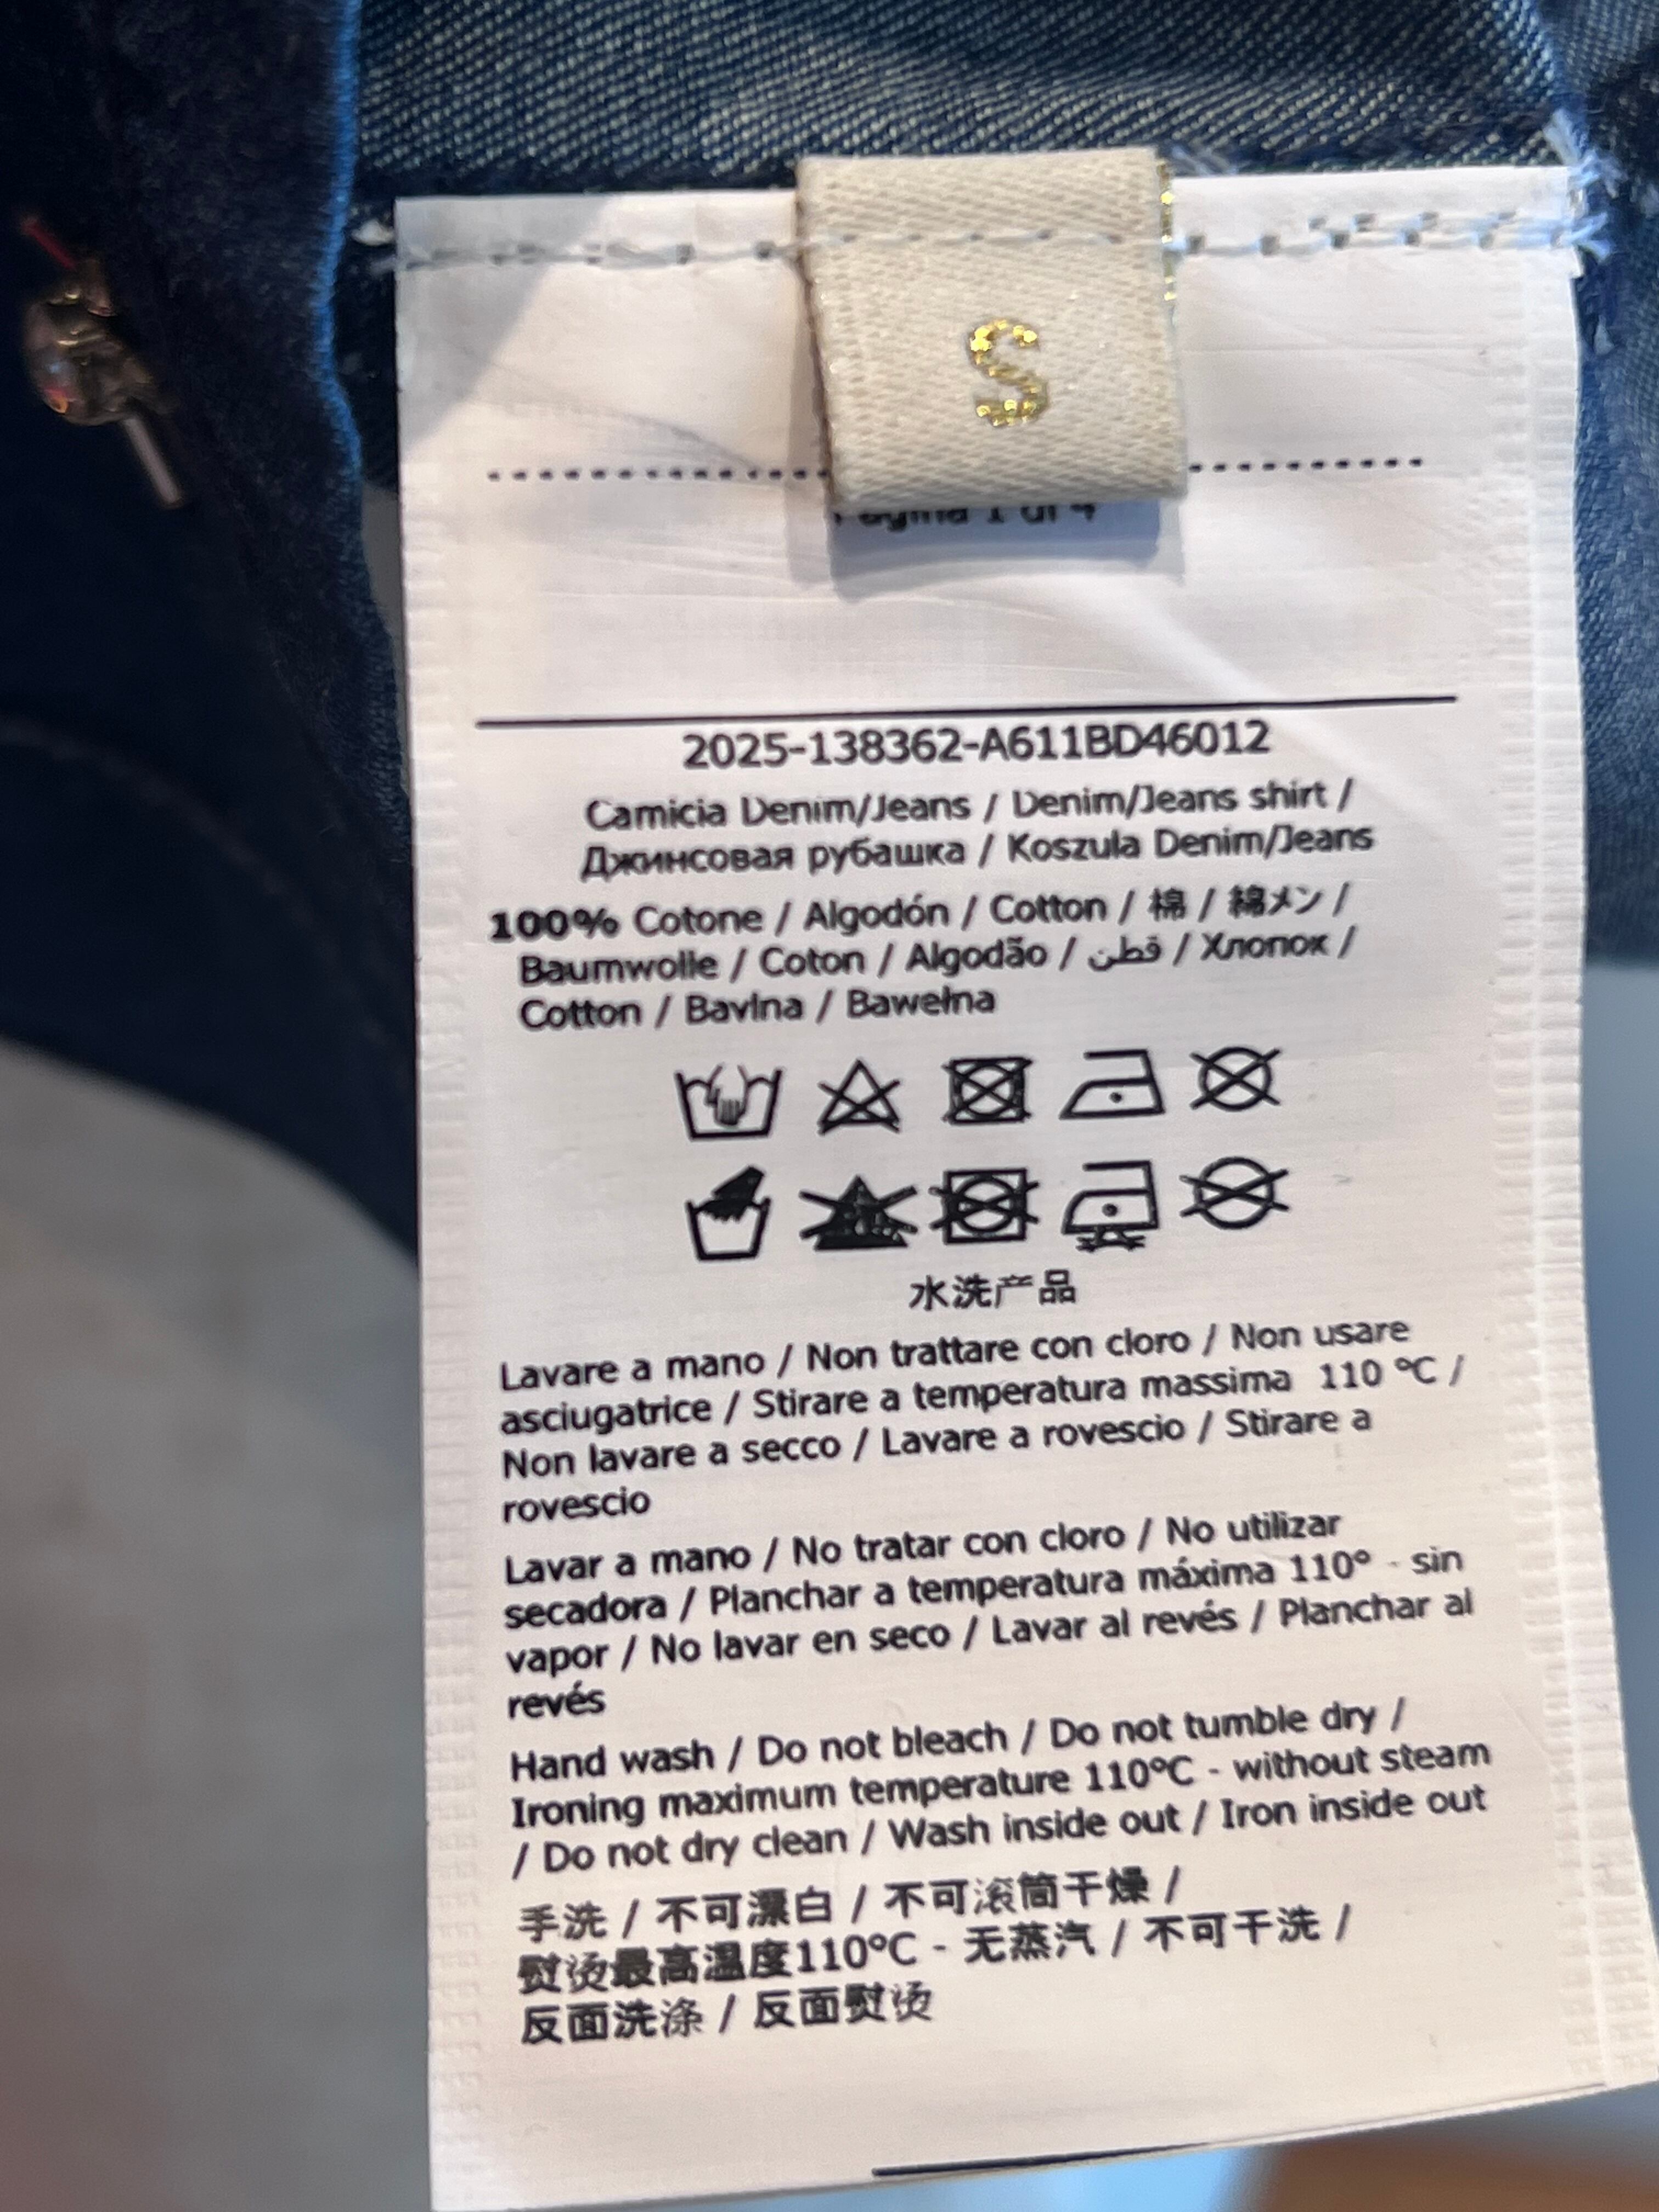 S
Pagina 1 di 4
2025-138362-A611BD46012
Camicia Denim/Jeans / Denim/Jeans shirt /
Джинсовая рубашка / Koszula Denim/Jeans
100% Cotone / Algodón / Cotton / 棉 / 綿メン /
Baumwolle / Coton / Algodão / قطن / Хлопок /
Cotton / Bavlna / Bawełna
水洗产品
Lavare a mano / Non trattare con cloro / Non usare
asciugatrice / Stirare a temperatura massima 110 °C /
Non lavare a secco / Lavare a rovescio / Stirare a
rovescio
Lavar a mano / No tratar con cloro / No utilizar
secadora / Planchar a temperatura máxima 110° - sin
vapor / No lavar en seco / Lavar al revés / Planchar al
revés
Hand wash / Do not bleach / Do not tumble dry /
Ironing maximum temperature 110°C - without steam
/ Do not dry clean / Wash inside out / Iron inside out
手洗 / 不可漂白 / 不可滚筒干燥 /
熨烫最高温度110°C - 无蒸汽 / 不可干洗 /
反面洗涤 / 反面熨烫